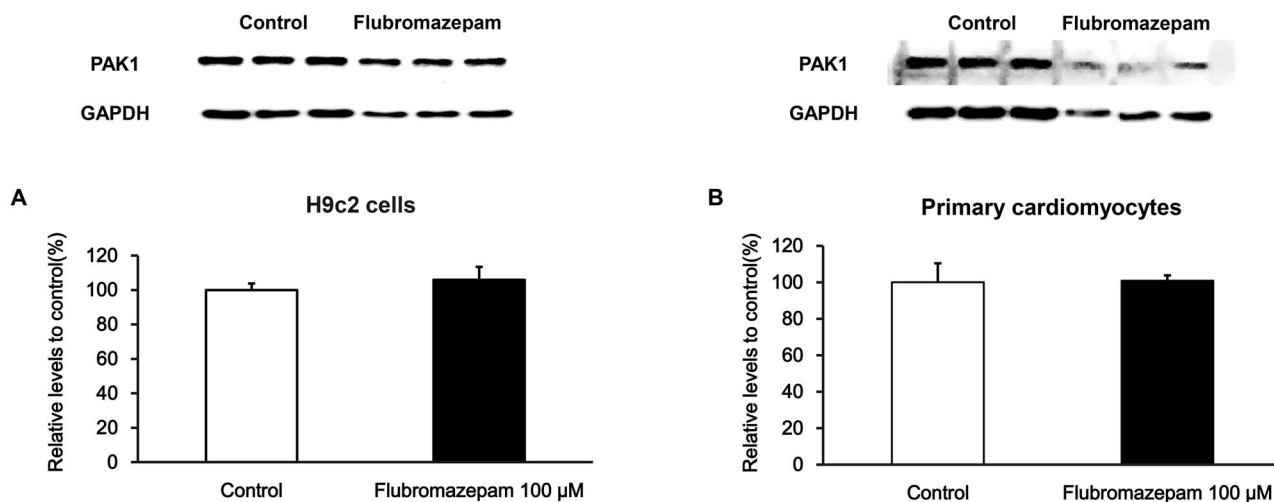 Control Flubromazepam
PAK1
GAPDH
A
H9c2 cells
Relative levels to control(%)
120
100
80
60
40
20
0
Control Flubromazepam 100 µM
Control Flubromazepam
PAK1
GAPDH
B
Primary cardiomyocytes
Relative levels to control(%)
120
100
80
60
40
20
0
Control Flubromazepam 100 µM